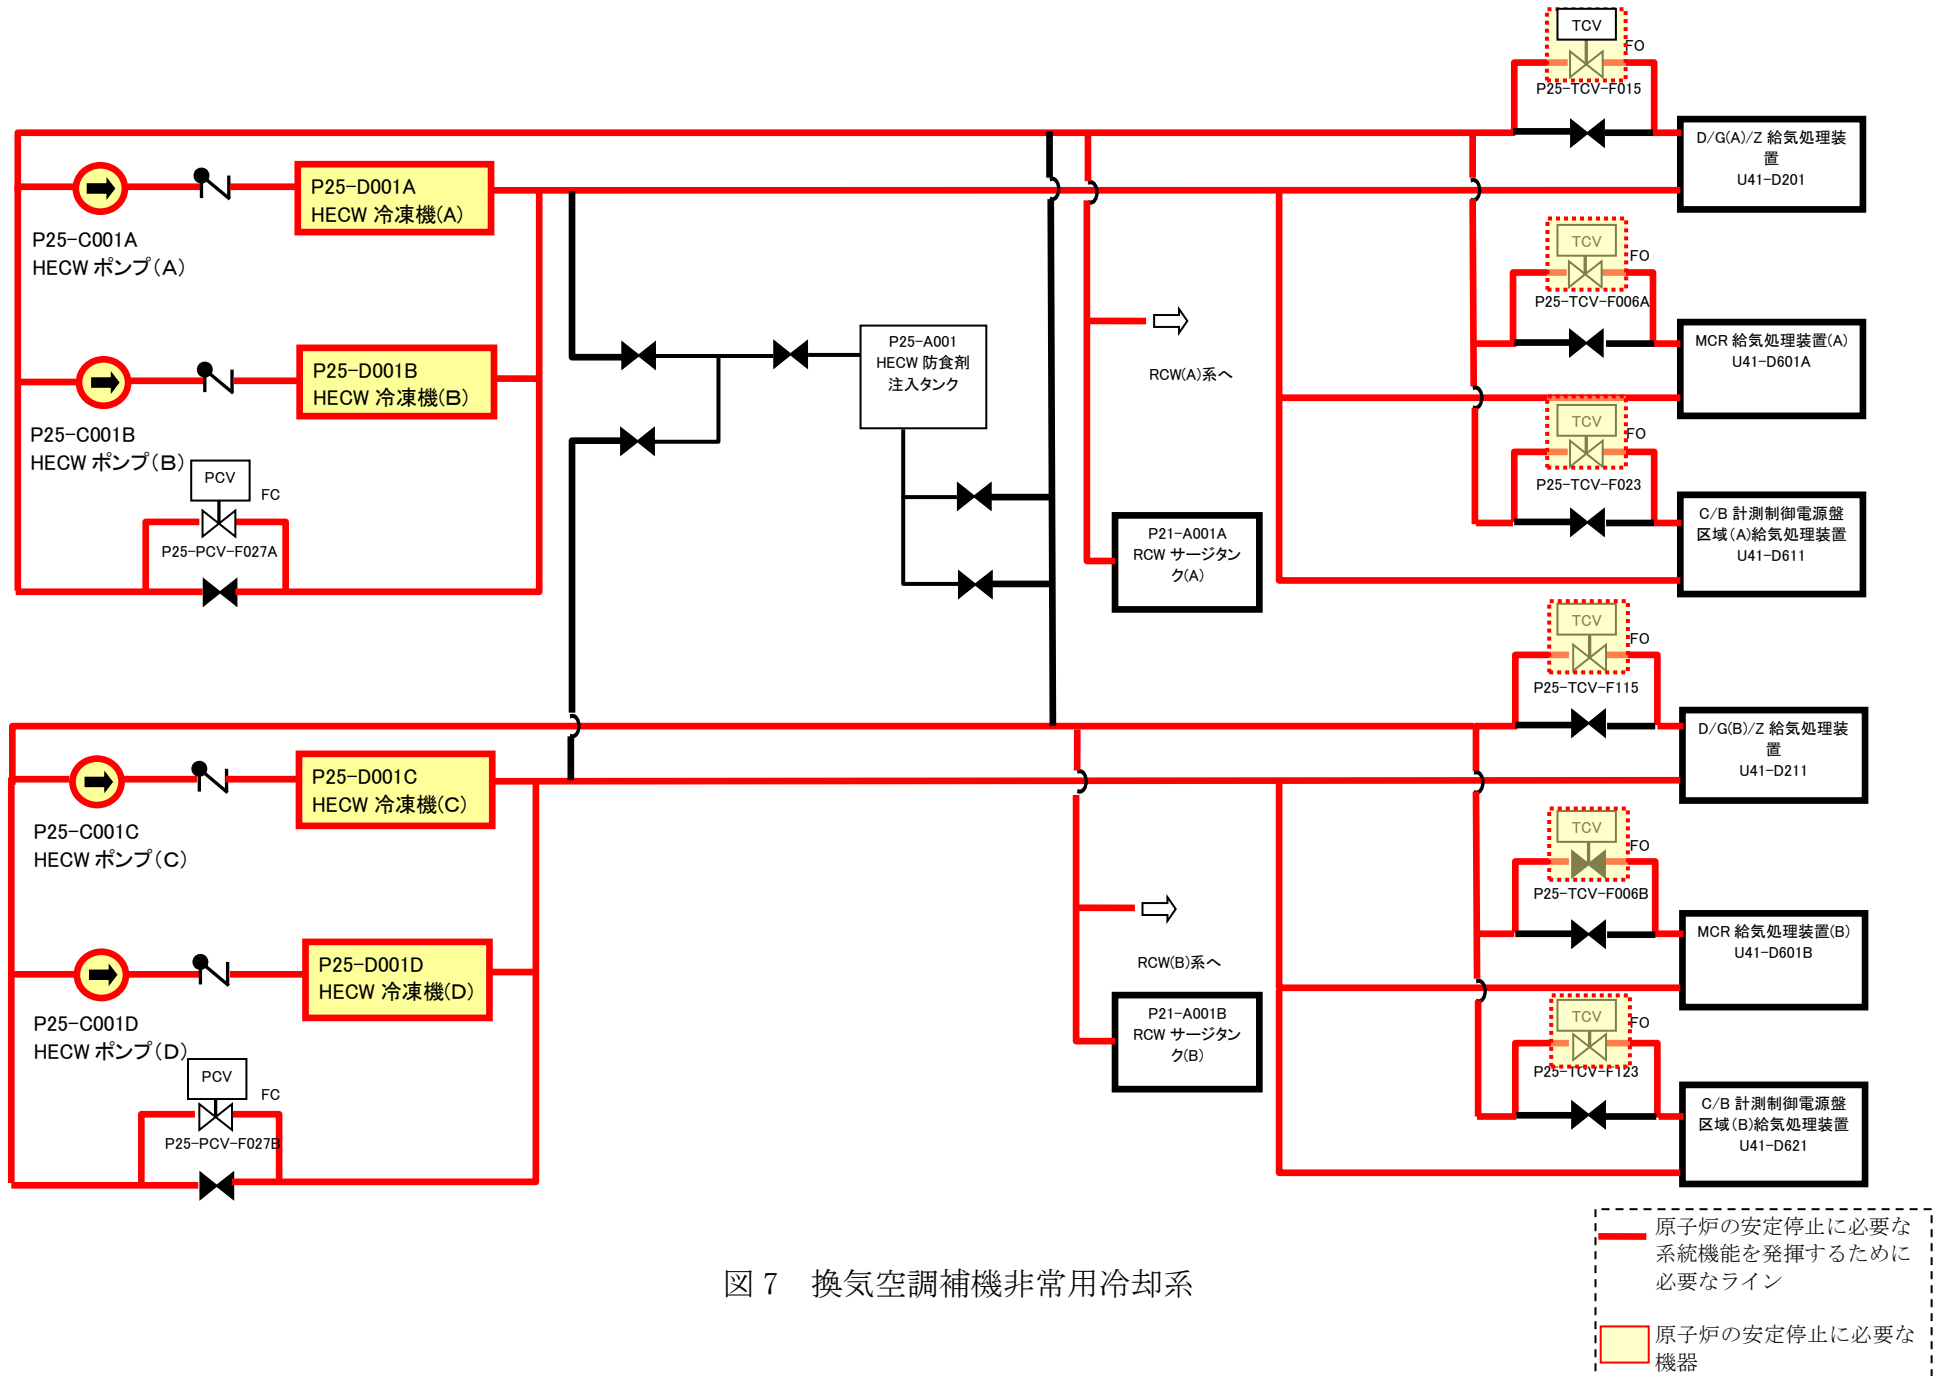 TCV
FO
P25-TCV-F015
D/G(A)/Z 給気処理装
置
U41-D201
P25-D001A
HECW 冷凍機(A)
P25-C001A
HECW ポンプ(A)
TCV
FO
P25-TCV-F006A
P25-A001
HECW 防食剤
注入タンク
MCR 給気処理装置(A)
U41-D601A
P25-D001B
HECW 冷凍機(B)
RCW(A)系へ
P25-C001B
HECW ポンプ(B)
TCV
FO
P25-TCV-F023
PCV
FC
P25-PCV-F027A
C/B 計測制御電源盤
区域(A)給気処理装置
U41-D611
P21-A001A
RCW サージタン
ク(A)
TCV
FO
P25-TCV-F115
D/G(B)/Z 給気処理装
置
U41-D211
P25-D001C
HECW 冷凍機(C)
P25-C001C
HECW ポンプ(C)
TCV
FO
P25-TCV-F006B
MCR 給気処理装置(B)
U41-D601B
P25-D001D
HECW 冷凍機(D)
RCW(B)系へ
P25-C001D
HECW ポンプ(D)
P21-A001B
RCW サージタン
ク(B)
TCV
FO
P25-TCV-F123
PCV
FC
P25-PCV-F027B
C/B 計測制御電源盤
区域(B)給気処理装置
U41-D621
原子炉の安定停止に必要な
系統機能を発揮するために
必要なライン
図 7 換気空調補機非常用冷却系
原子炉の安定停止に必要な
機器